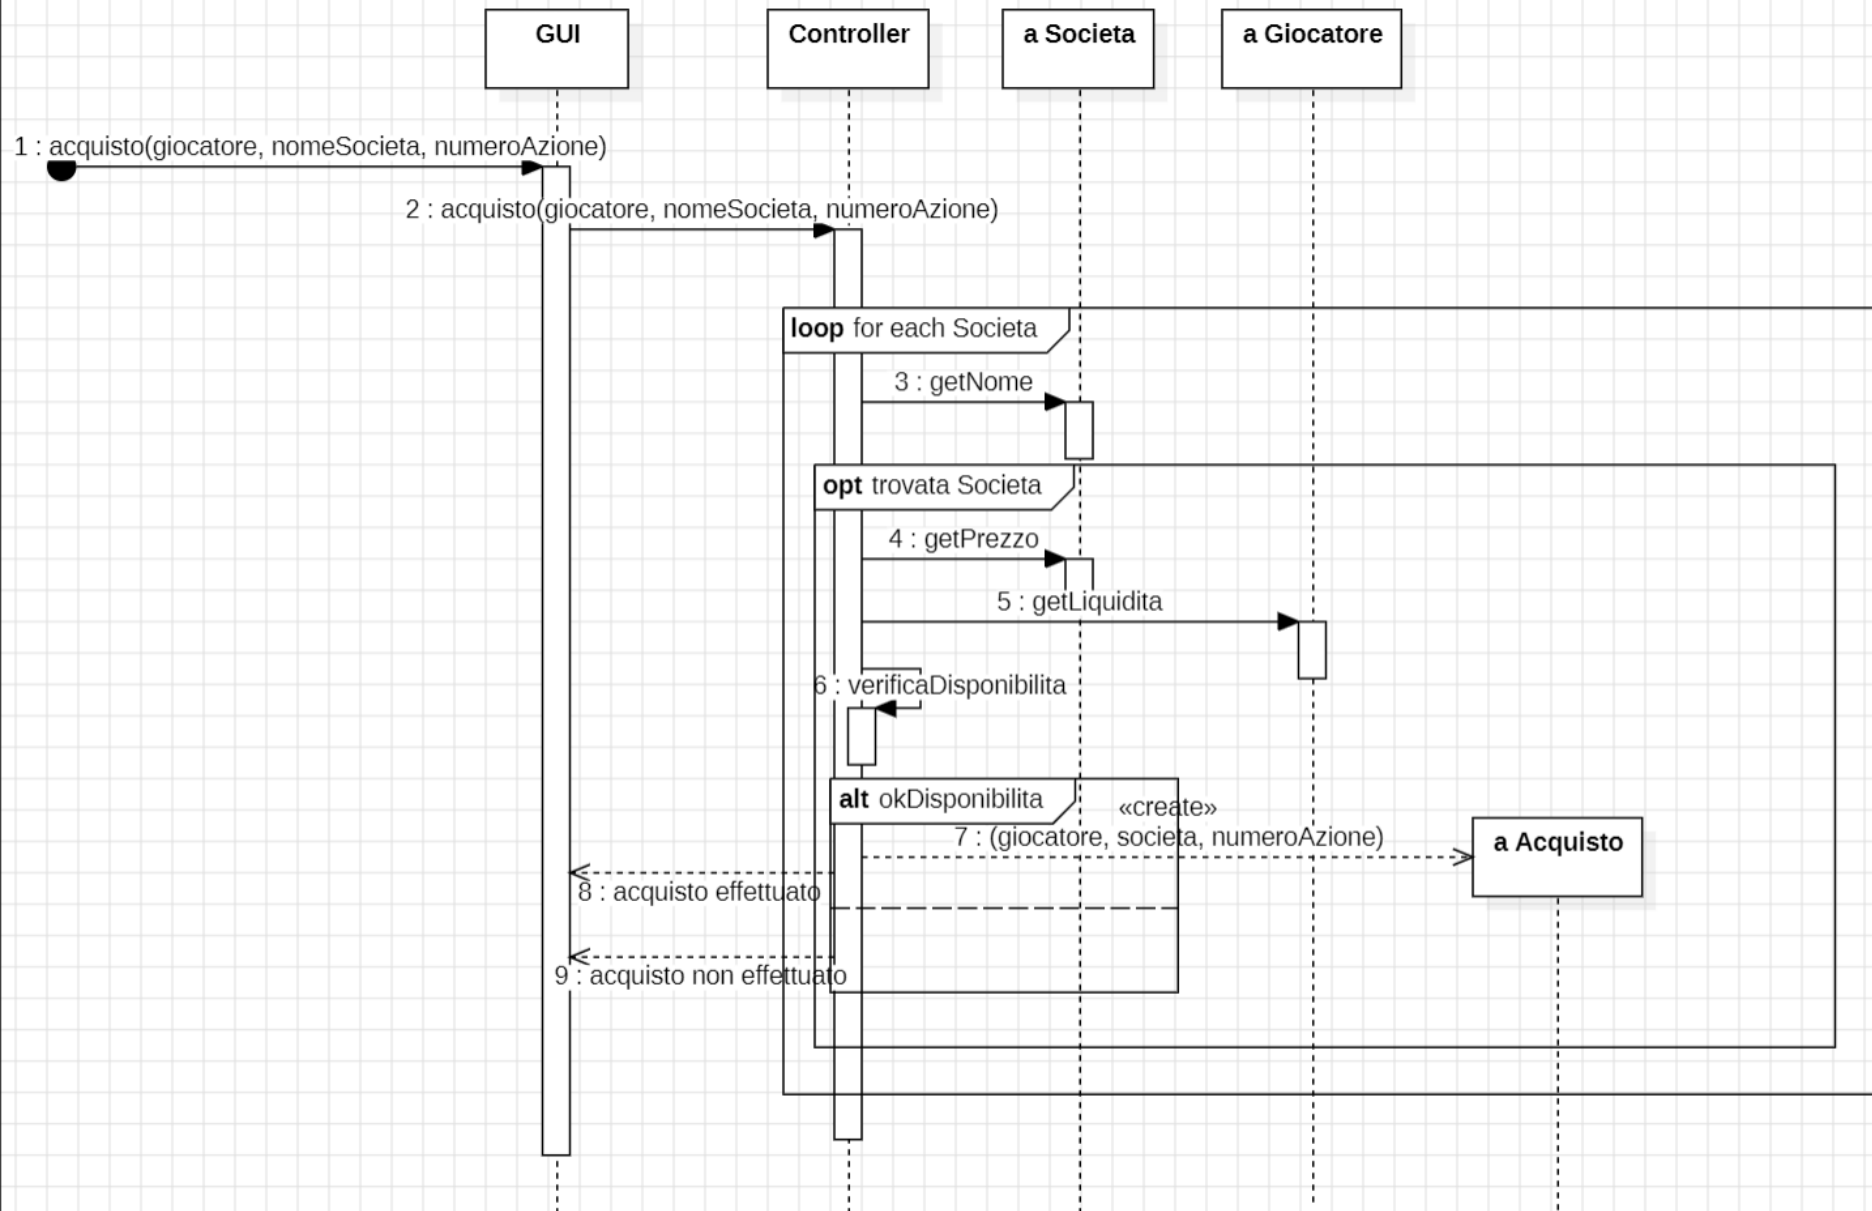 GUI
Controller
a Societa
a Giocatore
1 : acquisto(giocatore, nomeSocieta, numeroAzione)
2 : acquisto(giocatore, nomeSocieta, numeroAzione)
loop for each Societa
3 : getNome
opt trovata Societa
4 : getPrezzo
5 : getLiquidita
6 : verificaDisponibilita
alt okDisponibilita
«create»
7 : (giocatore, societa, numeroAzione)
a Acquisto
8 : acquisto effettuato
9 : acquisto non effettuato